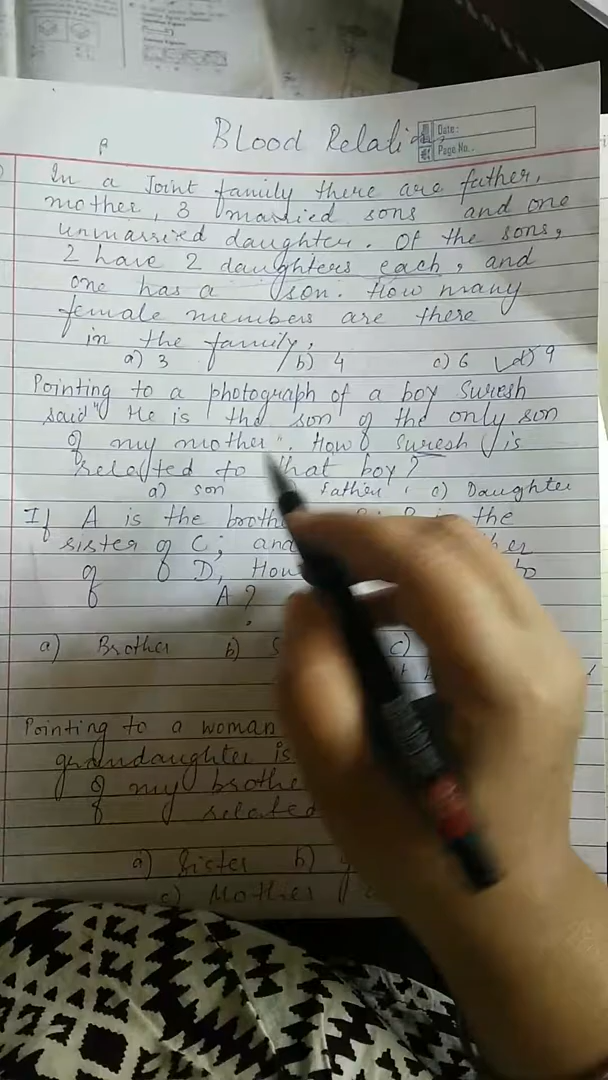 Blood Relati
Date:
Page No.
In a Joint family there are father,
mother, 3 married sons and one
unmarried daughter. Of the sons,
2 have 2 daughters each, and
one has a son. How many
female members are there
in the family,
a) 3 b) 4 c) 6 d) 9
Pointing to a photograph of a boy Suresh
said" He is the son of the only son
of my mother". How Suresh is
related to that boy?
a) son Father c) Daughter
If A is the broth the
sister of C; and
of D, How
A?
a) Brother b) c)
Pointing to a woman
grandaughter is
of my brothe
related
a) Sister b)
c) Mother